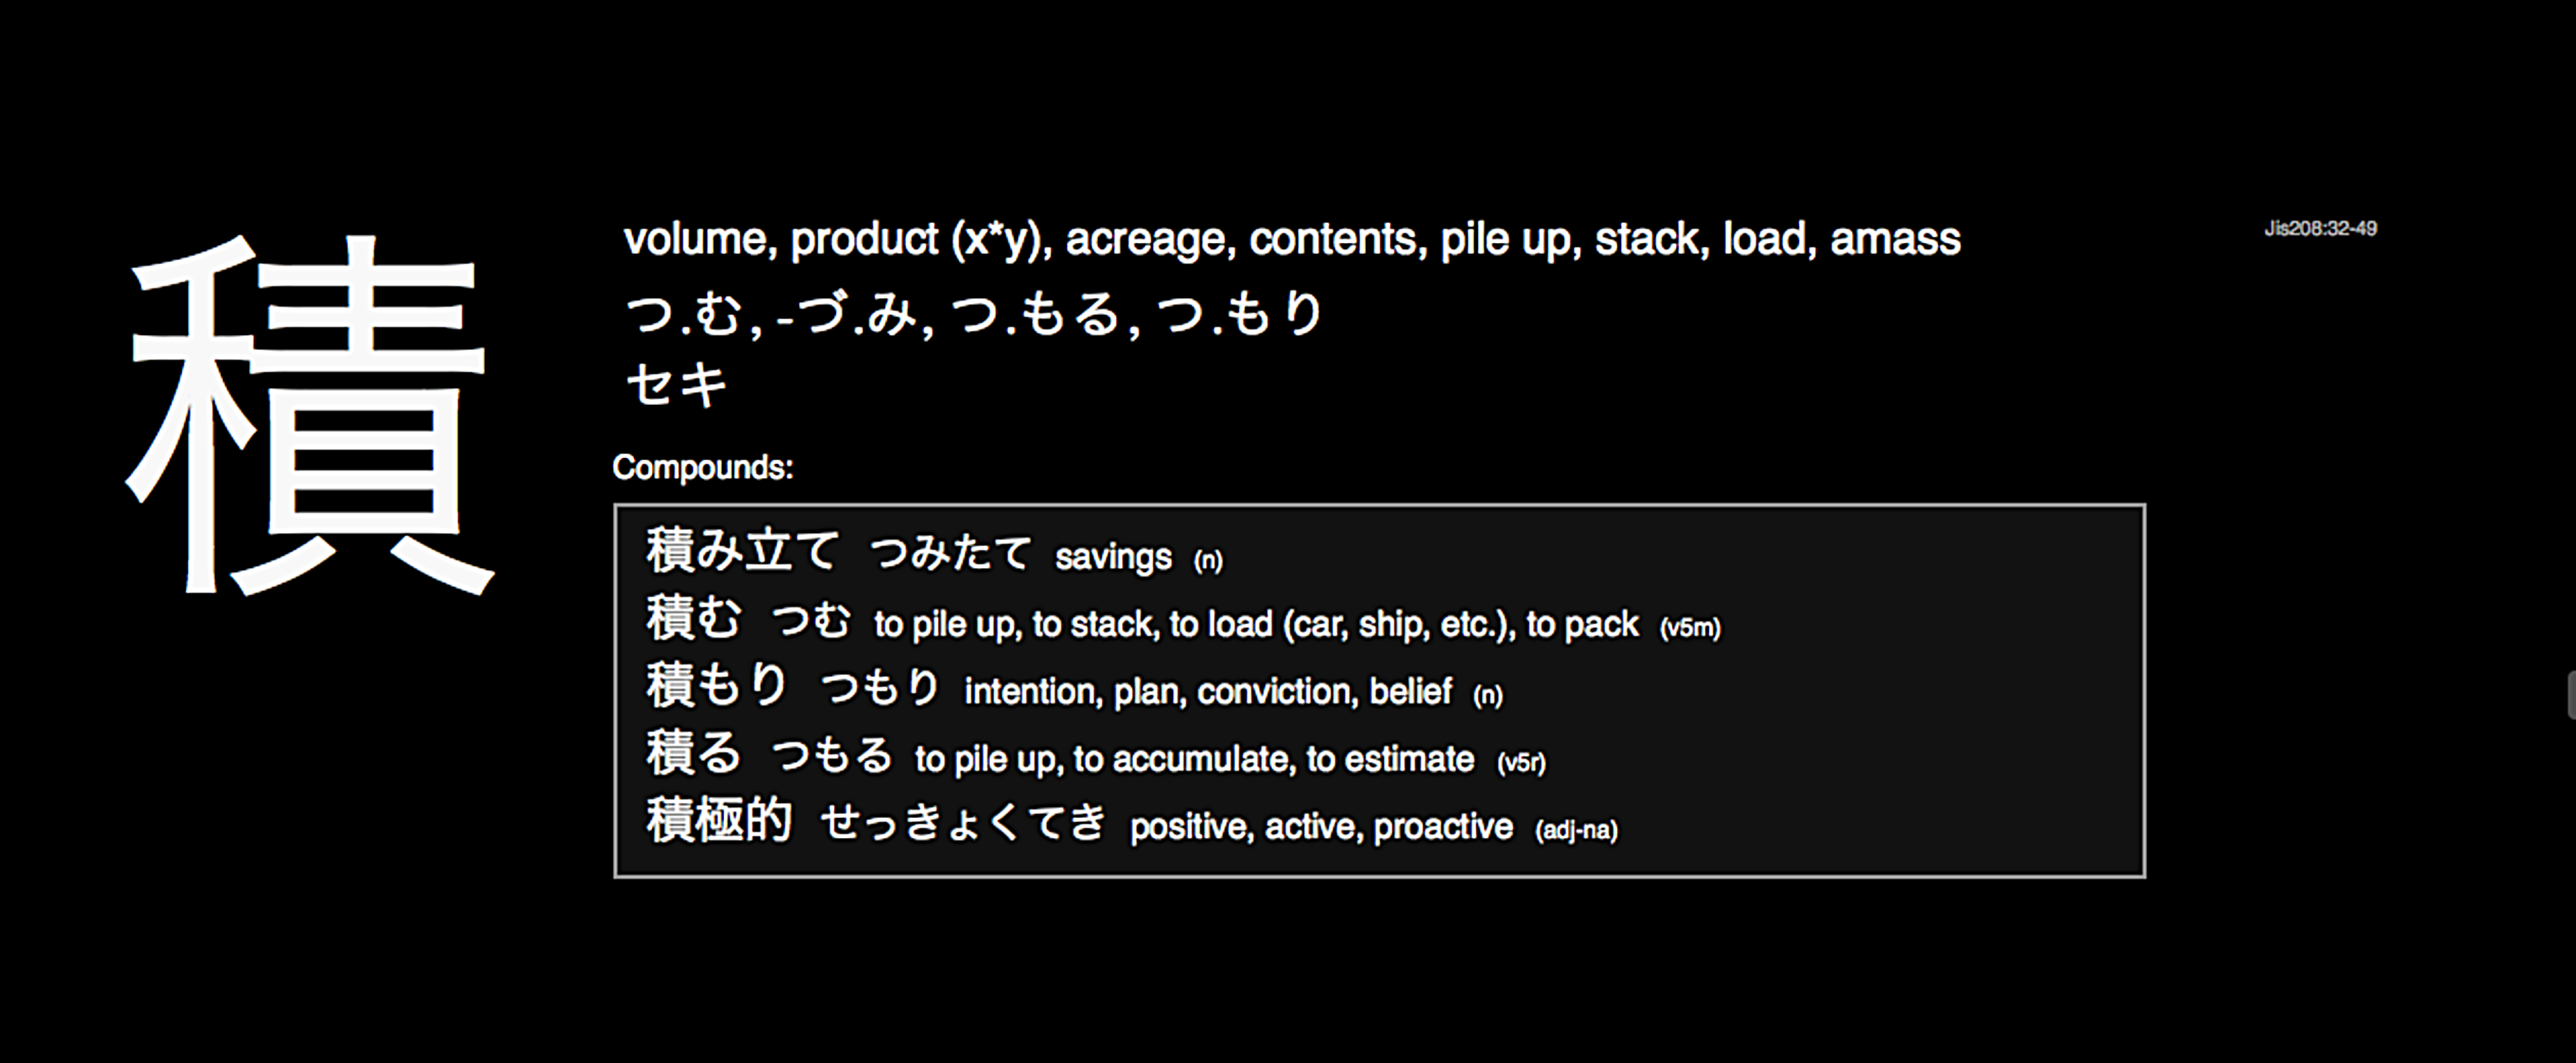 積
volume, product (x*y), acreage, contents, pile up, stack, load, amass
Jis208:32-49
つ.む, -づ.み, つ.もる, つ.もり
セキ
Compounds:
積み立て つみたて savings (n)
積む つむ to pile up, to stack, to load (car, ship, etc.), to pack (v5m)
積もり つもり intention, plan, conviction, belief (n)
積る つもる to pile up, to accumulate, to estimate (v5r)
積極的 せっきょくてき positive, active, proactive (adj-na)